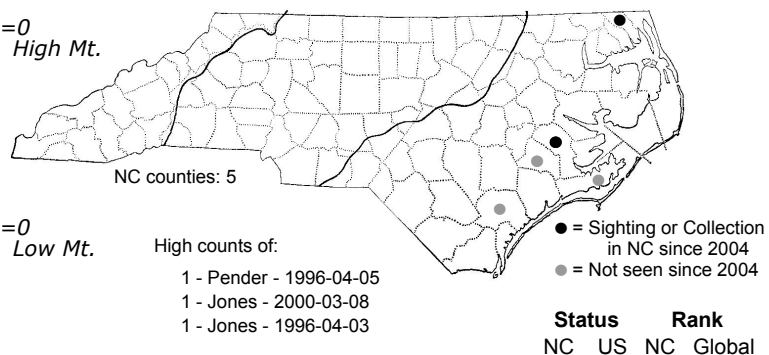 =0
High Mt.
NC counties: 5
=0
Low Mt.
High counts of:
1 - Pender - 1996-04-05
1 - Jones - 2000-03-08
1 - Jones - 1996-04-03
● = Sighting or Collection
in NC since 2004
● = Not seen since 2004
Status Rank
NC US NC Global